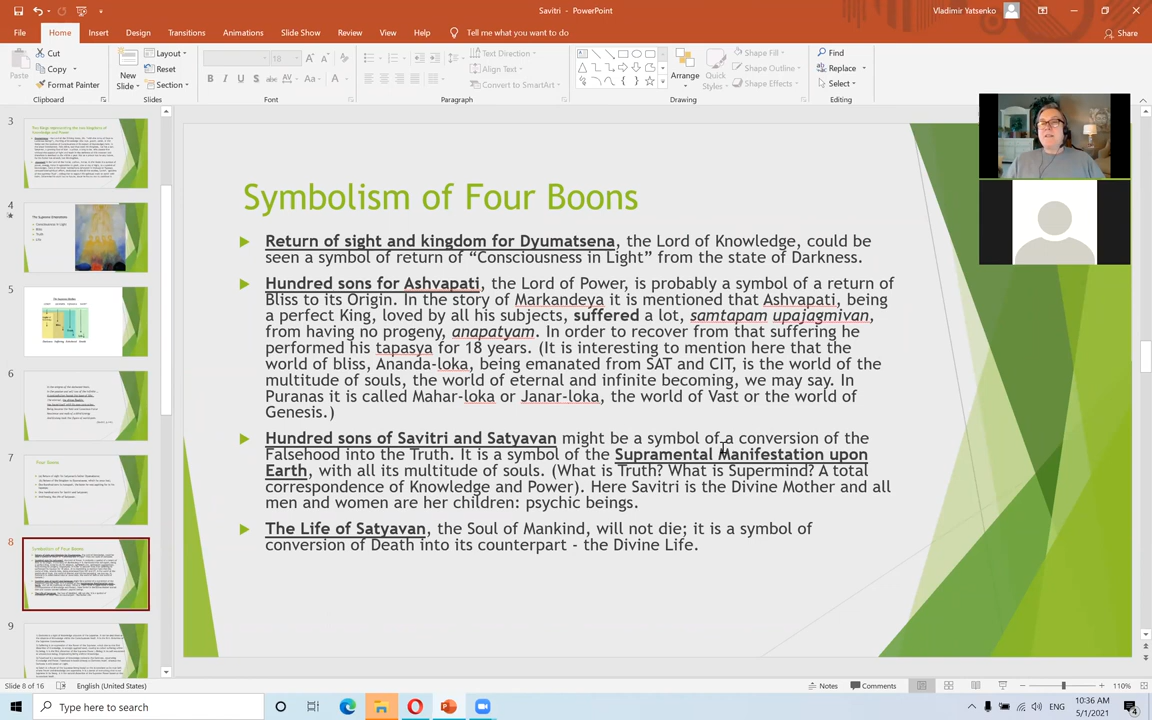 Savitri - PowerPoint
Vladimir Yatsenko
File Home Insert Design Transitions Animations Slide Show Review View Help Tell me what you want to do
Share
Paste
Cut
Copy
Format Painter
Clipboard
New Slide
Layout
Reset
Section
Slides
18
Font
Text Direction
Align Text
Convert to SmartArt
Paragraph
Arrange
Quick Styles
Shape Fill
Shape Outline
Shape Effects
Drawing
Find
Replace
Select
Editing
3
4
5
6
7
Four Boons
8
Symbolism of Four Boons
9
Symbolism of Four Boons
Return of sight and kingdom for Dyumatsena, the Lord of Knowledge, could be
seen a symbol of return of “Consciousness in Light” from the state of Darkness.
Hundred sons for Ashvapati, the Lord of Power, is probably a symbol of a return of
Bliss to its Origin. In the story of Markandeya it is mentioned that Ashvapati, being
a perfect King, loved by all his subjects, suffered a lot, samtapam upajagmivan,
from having no progeny, anapatyam. In order to recover from that suffering he
performed his tapasya for 18 years. (It is interesting to mention here that the
world of bliss, Ananda-loka, being emanated from SAT and CIT, is the world of the
multitude of souls, the world of eternal and infinite becoming, we may say. In
Puranas it is called Mahar-loka or Janar-loka, the world of Vast or the world of
Genesis.)
Hundred sons of Savitri and Satyavan might be a symbol of a conversion of the
Falsehood into the Truth. It is a symbol of the Supramental Manifestation upon
Earth, with all its multitude of souls. (What is Truth? What is Supermind? A total
correspondence of Knowledge and Power). Here Savitri is the Divine Mother and all
men and women are her children: psychic beings.
The Life of Satyavan, the Soul of Mankind, will not die; it is a symbol of
conversion of Death into its counterpart - the Divine Life.
Slide 8 of 16 English (United States)
Notes Comments 110%
Type here to search
ENG
10:36 AM
5/1/2021
4